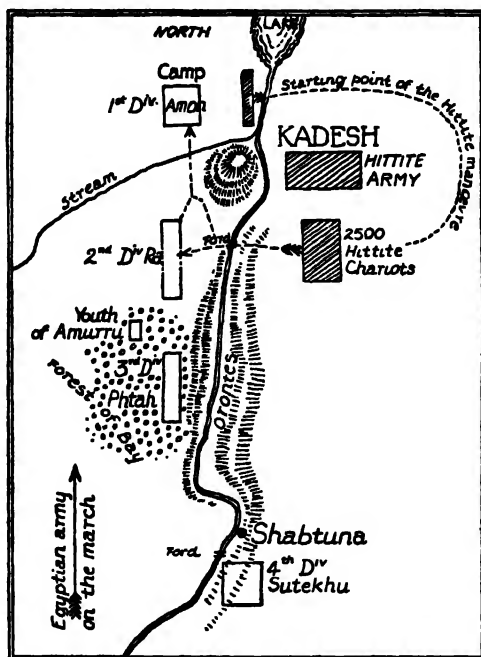 NORTH
LAKE
Camp
1st Div.
Amon
Starting point of the Hittite manœuvre
KADESH
HITTITE
ARMY
Stream
Ford
2nd Div Ra
2500
Hittite
Chariots
Youth
of Amurru
3rd Div
Phtah
Forest of Bay
Orontes
Egyptian army
on the march
Shabtuna
Ford
4th Div
Sutekhu